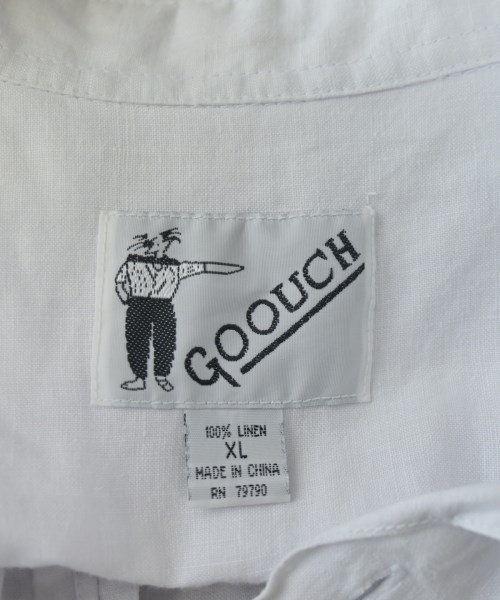 GOOUCH
100% LINEN
XL
MADE IN CHINA
RN 79790